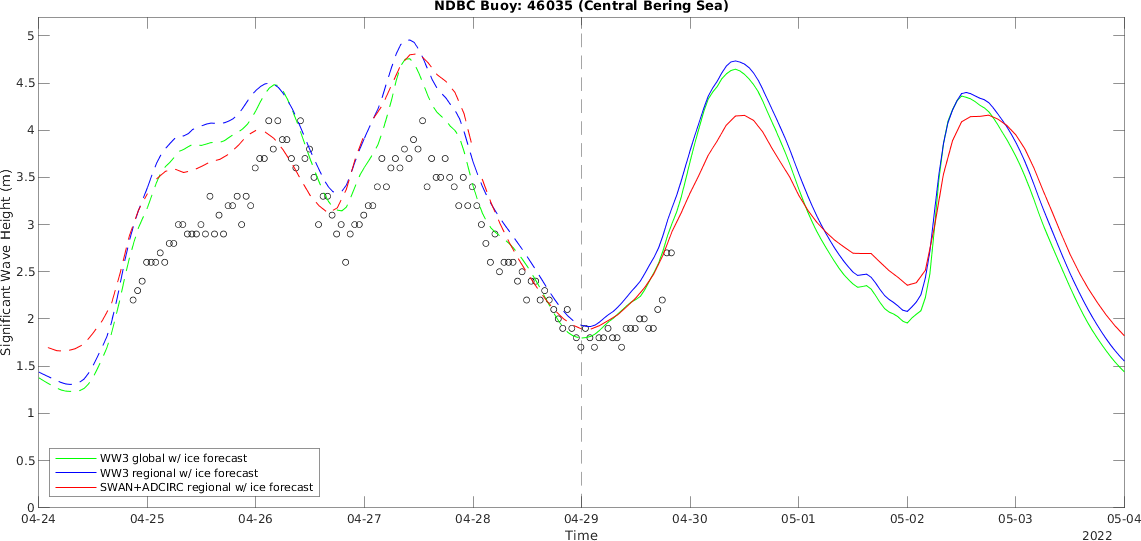 NDBC Buoy: 46035 (Central Bering Sea)
Significant Wave Height (m)
5
4.5
4
3.5
3
2.5
2
1.5
1
0.5
0
WW3 global w/ ice forecast
WW3 regional w/ ice forecast
SWAN+ADCIRC regional w/ ice forecast
04-24 04-25 04-26 04-27 04-28 04-29 04-30 05-01 05-02 05-03 05-04
Time
2022